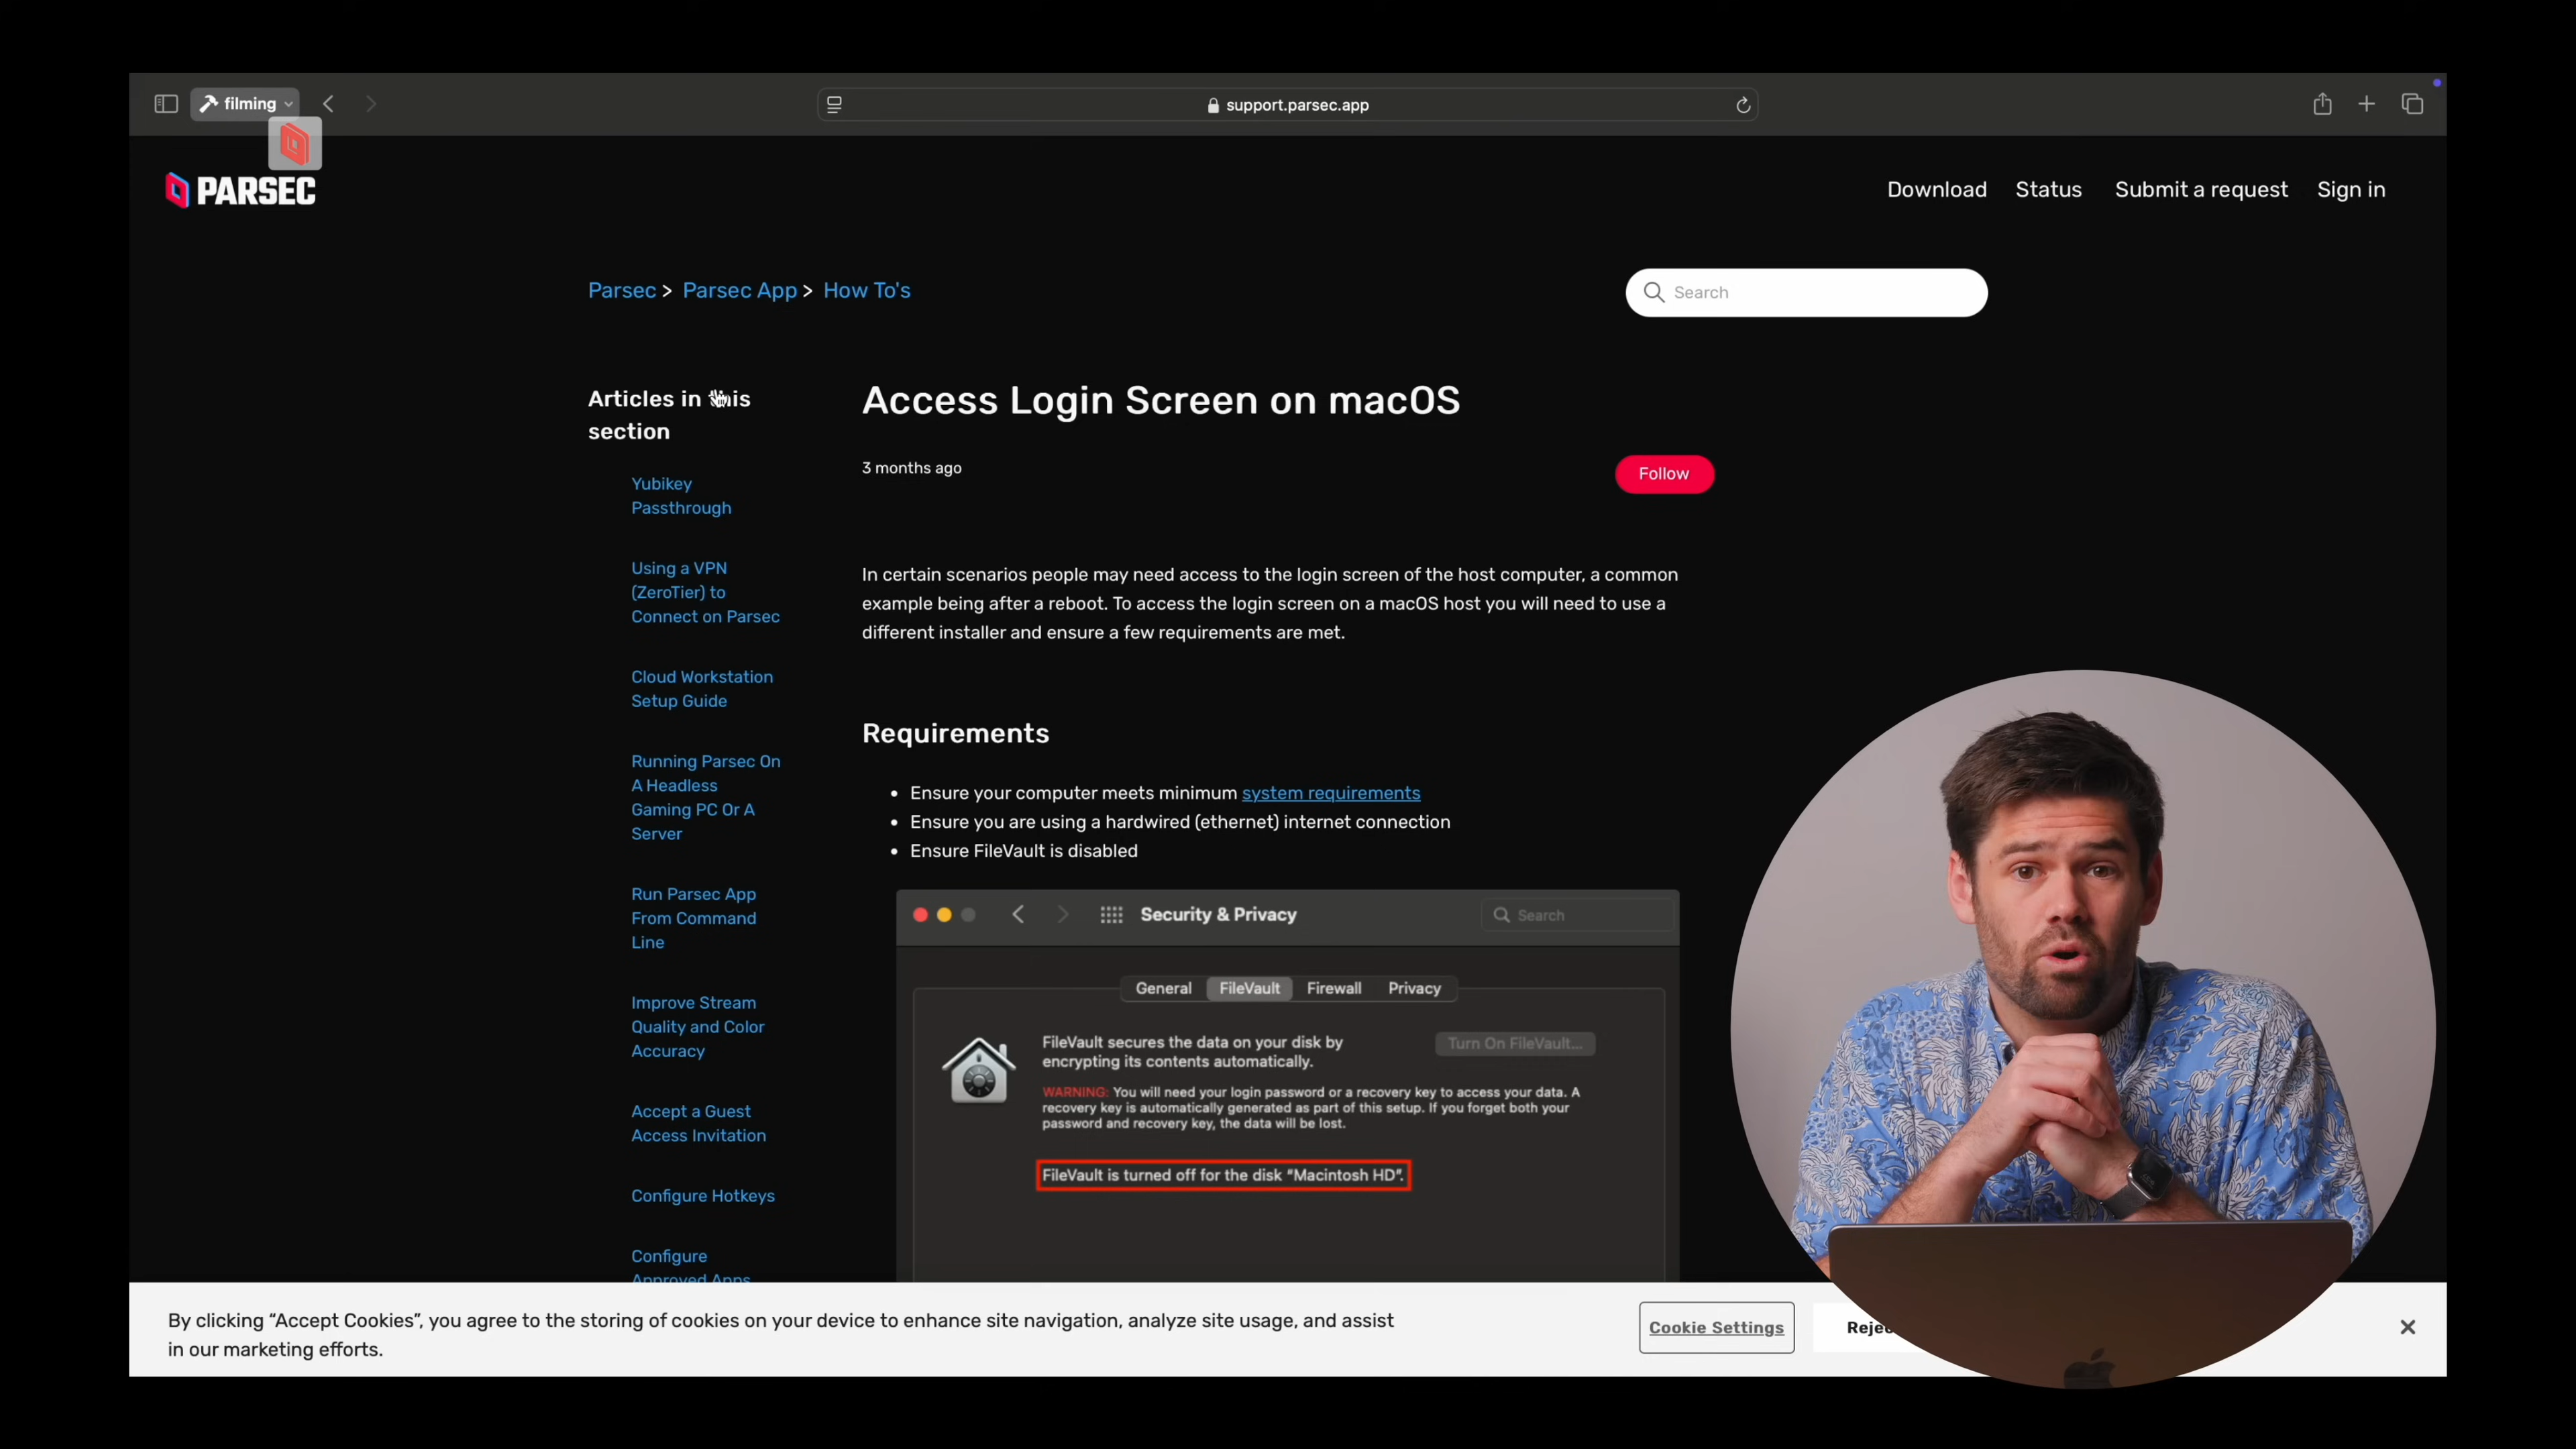 filming
support.parsec.app
PARSEC
Download Status Submit a request Sign in
Parsec > Parsec App > How To's
Search
Articles in this
section
Yubikey
Passthrough
Using a VPN
(ZeroTier) to
Connect on Parsec
Cloud Workstation
Setup Guide
Running Parsec On
A Headless
Gaming PC Or A
Server
Run Parsec App
From Command
Line
Improve Stream
Quality and Color
Accuracy
Accept a Guest
Access Invitation
Configure Hotkeys
Configure
Approved Apps
Access Login Screen on macOS
3 months ago
Follow
In certain scenarios people may need access to the login screen of the host computer, a common
example being after a reboot. To access the login screen on a macOS host you will need to use a
different installer and ensure a few requirements are met.
Requirements
• Ensure your computer meets minimum system requirements
• Ensure you are using a hardwired (ethernet) internet connection
• Ensure FileVault is disabled
Security & Privacy
Search
General FileVault Firewall Privacy
FileVault secures the data on your disk by
encrypting its contents automatically.
Turn On FileVault...
WARNING: You will need your login password or a recovery key to access your data. A
recovery key is automatically generated as part of this setup. If you forget both your
password and recovery key, the data will be lost.
FileVault is turned off for the disk “Macintosh HD”.
By clicking “Accept Cookies”, you agree to the storing of cookies on your device to enhance site navigation, analyze site usage, and assist
in our marketing efforts.
Cookie Settings